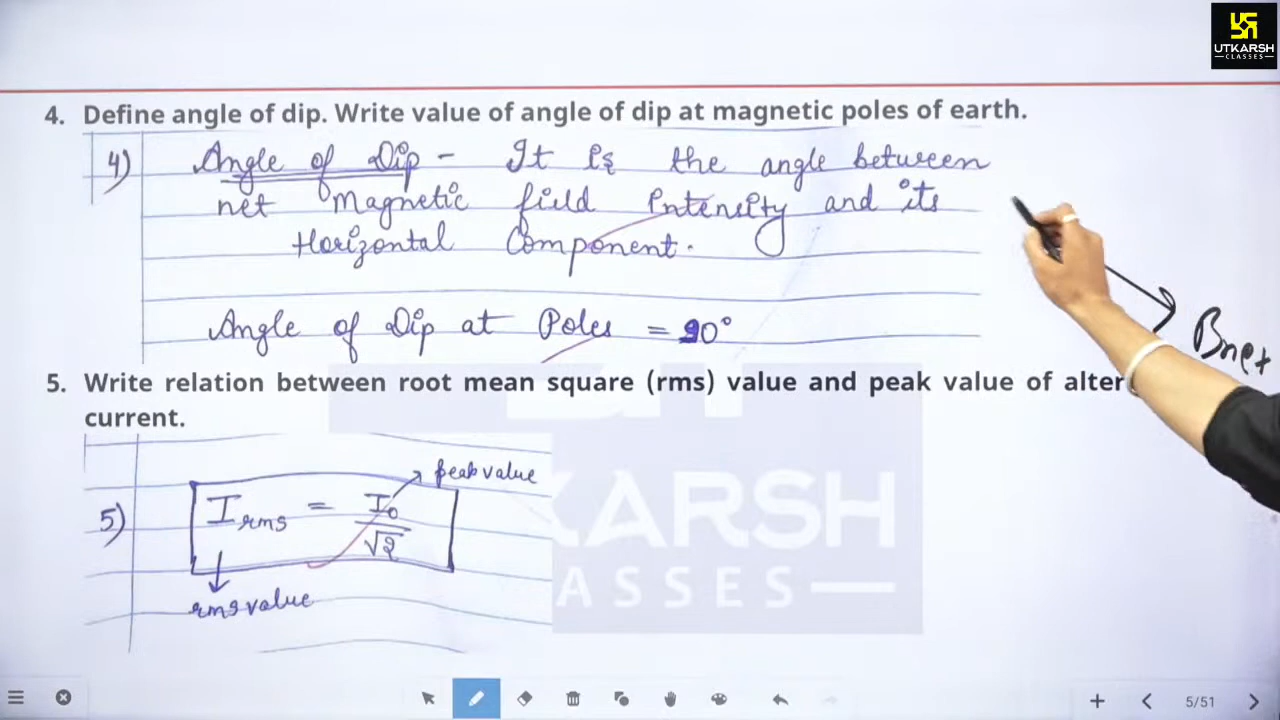 UTKARSH
CLASSES
4. Define angle of dip. Write value of angle of dip at magnetic poles of earth.
4) Angle of Dip - It is the angle between
net Magnetic field Intensity and its
Horizontal Component.
Angle of Dip at Poles = 90°
Bnet
5. Write relation between root mean square (rms) value and peak value of alter
current.
peak value
5) I rms = I₀/√2
rms value
KARSH
CLASSES
5/51